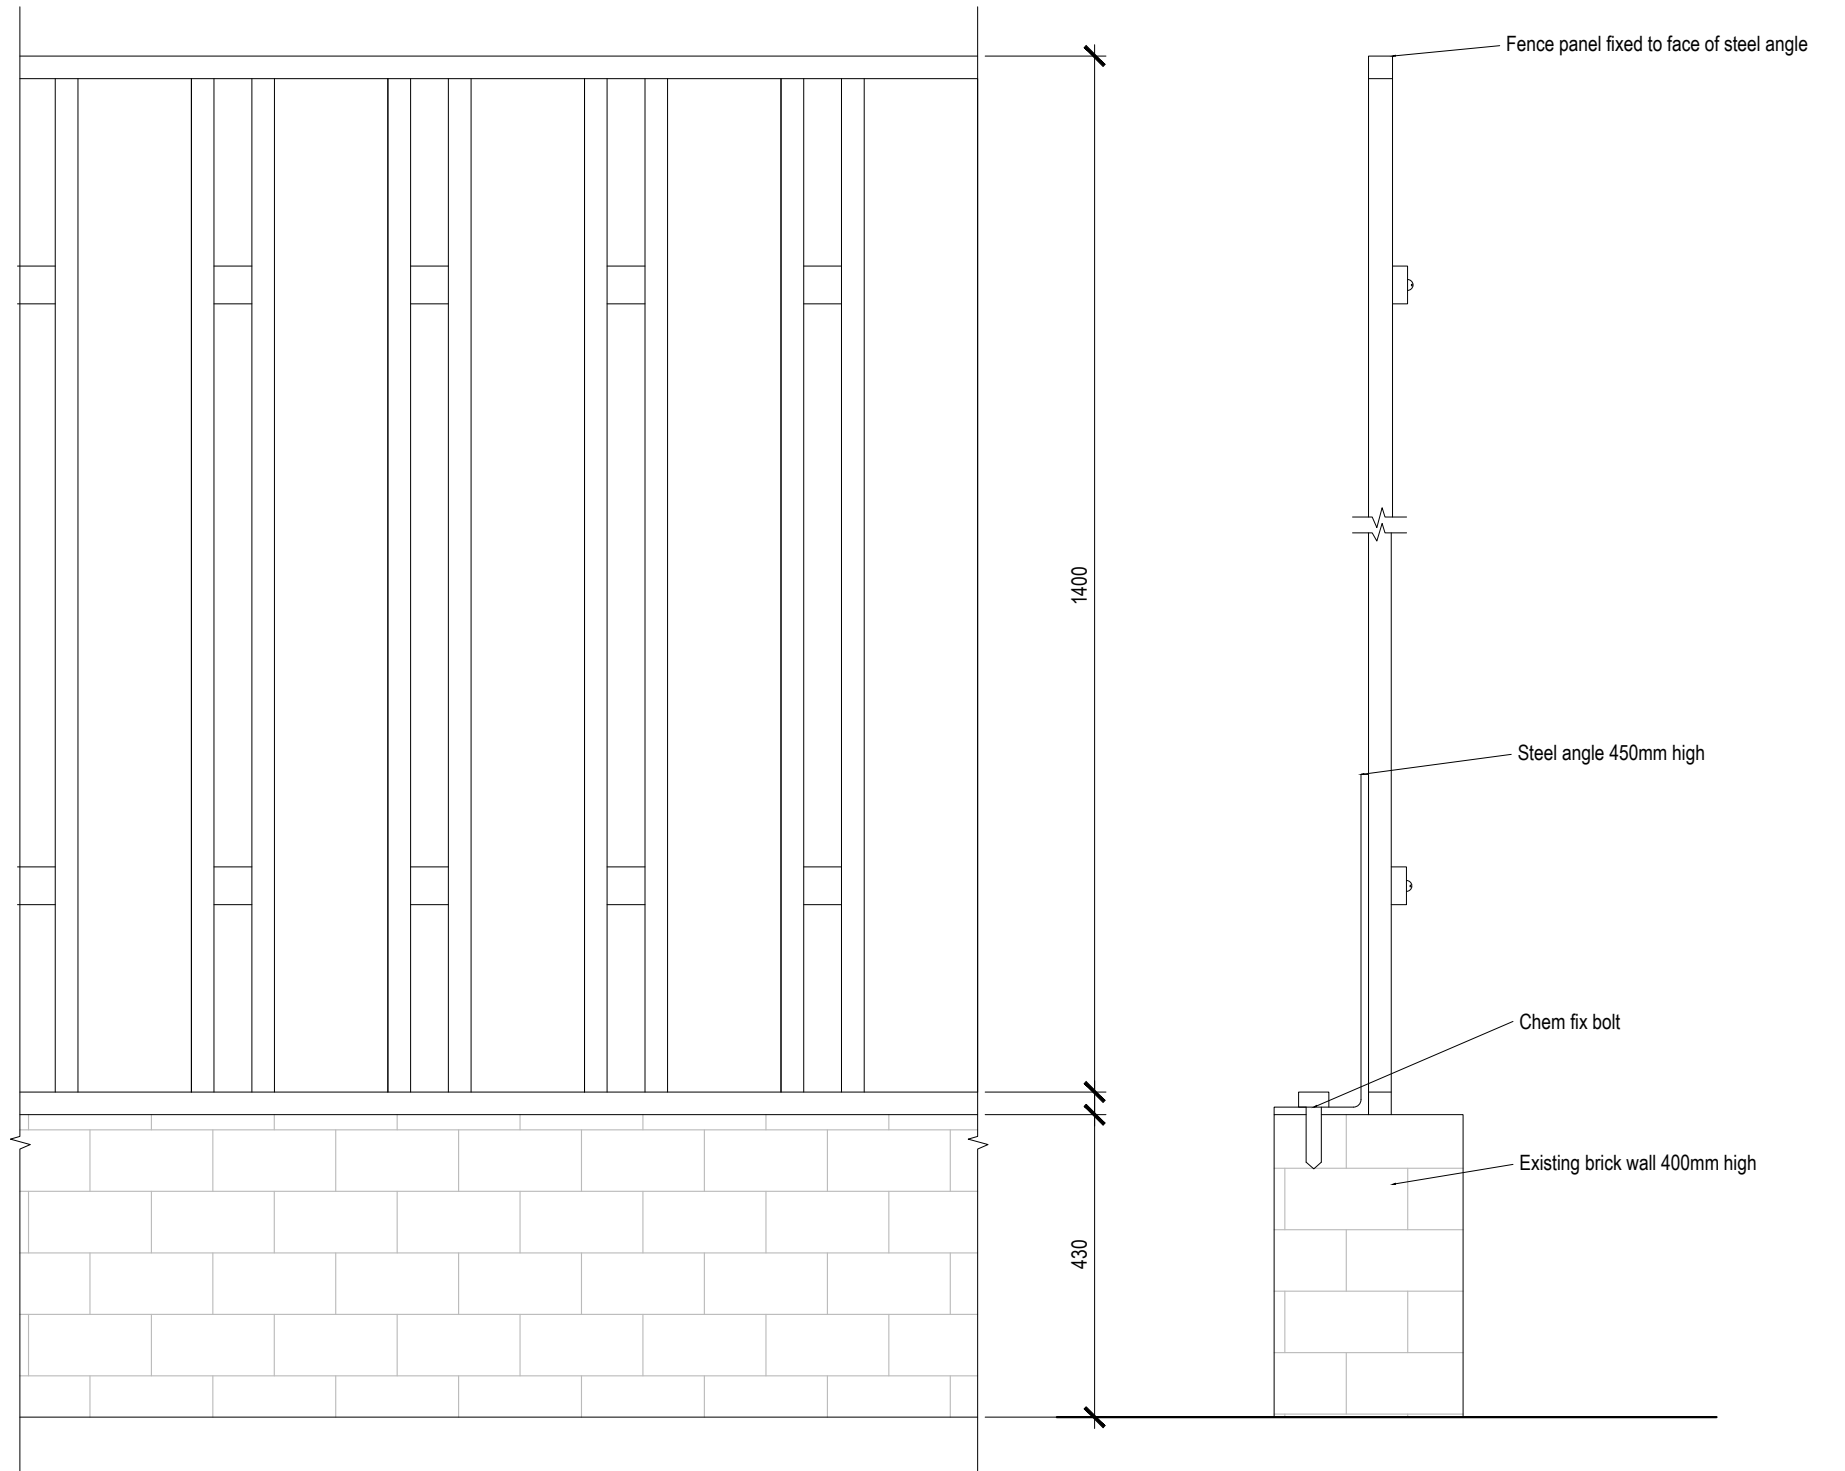 Fence panel fixed to face of steel angle
1400
Steel angle 450mm high
Chem fix bolt
Existing brick wall 400mm high
430